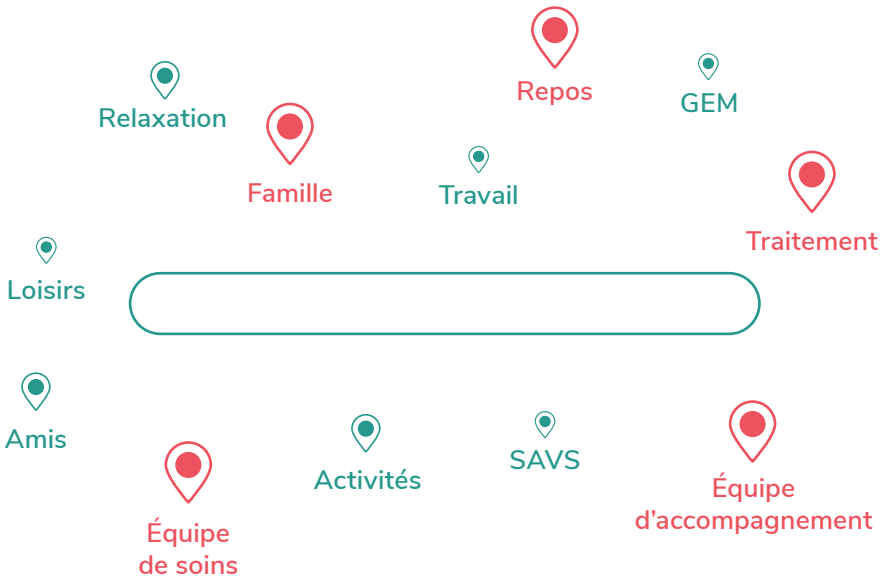 Repos
GEM
Relaxation
Famille
Travail
Traitement
Loisirs
Amis
SAVS
Activités
Équipe
d’accompagnement
Équipe
de soins